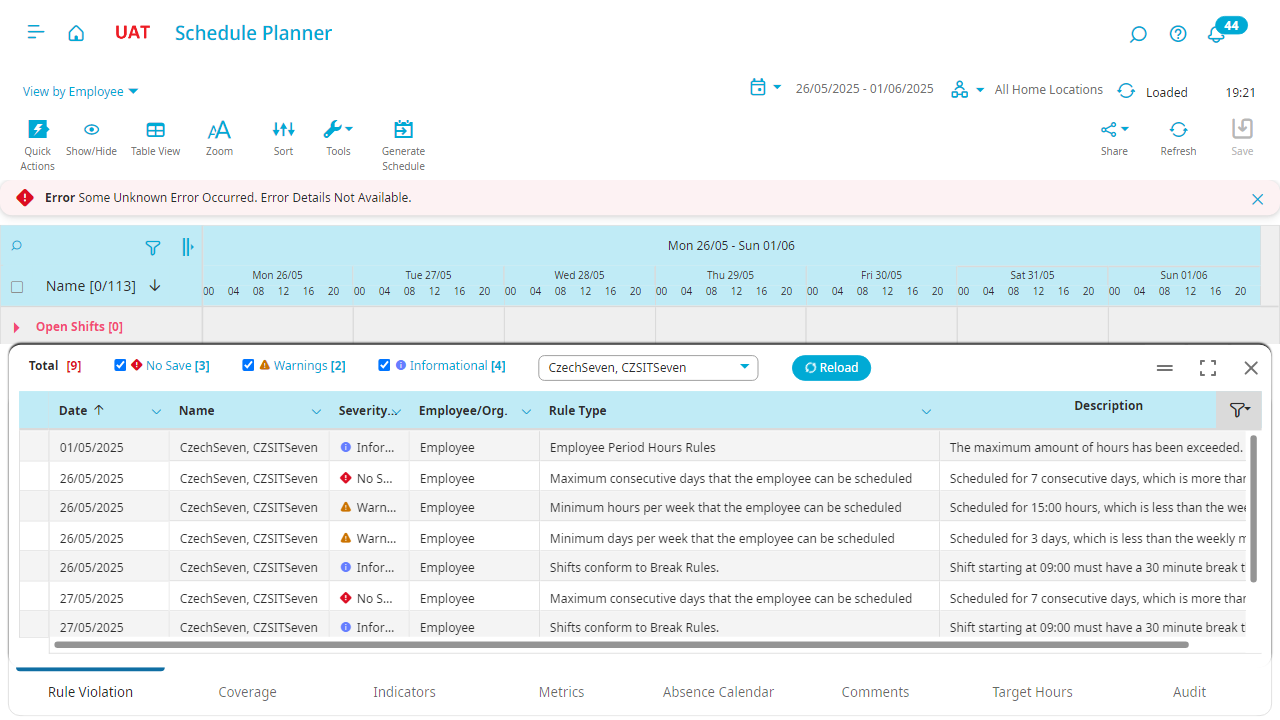 UAT Schedule Planner 44
View by Employee 26/05/2025 - 01/06/2025 All Home Locations Loaded 19:21
Quick Actions Show/Hide Table View Zoom Sort Tools Generate Schedule Share Refresh Save
Error Some Unknown Error Occurred. Error Details Not Available.
Mon 26/05 - Sun 01/06
Mon 26/05 Tue 27/05 Wed 28/05 Thu 29/05 Fri 30/05 Sat 31/05 Sun 01/06
Name [0/113] 00 04 08 12 16 20 00 04 08 12 16 20 00 04 08 12 16 20 00 04 08 12 16 20 00 04 08 12 16 20 00 04 08 12 16 20 00 04 08 12 16 20
Open Shifts [0]
Total [9] No Save [3] Warnings [2] Informational [4] CzechSeven, CZSITSeven Reload
Date Name Severity... Employee/Org. Rule Type Description
01/05/2025 CzechSeven, CZSITSeven Infor... Employee Employee Period Hours Rules The maximum amount of hours has been exceeded.
26/05/2025 CzechSeven, CZSITSeven No S... Employee Maximum consecutive days that the employee can be scheduled Scheduled for 7 consecutive days, which is more than
26/05/2025 CzechSeven, CZSITSeven Warn... Employee Minimum hours per week that the employee can be scheduled Scheduled for 15:00 hours, which is less than the wee
26/05/2025 CzechSeven, CZSITSeven Warn... Employee Minimum days per week that the employee can be scheduled Scheduled for 3 days, which is less than the weekly m
26/05/2025 CzechSeven, CZSITSeven Infor... Employee Shifts conform to Break Rules. Shift starting at 09:00 must have a 30 minute break t
27/05/2025 CzechSeven, CZSITSeven No S... Employee Maximum consecutive days that the employee can be scheduled Scheduled for 7 consecutive days, which is more than
27/05/2025 CzechSeven, CZSITSeven Infor... Employee Shifts conform to Break Rules. Shift starting at 09:00 must have a 30 minute break t
Rule Violation Coverage Indicators Metrics Absence Calendar Comments Target Hours Audit